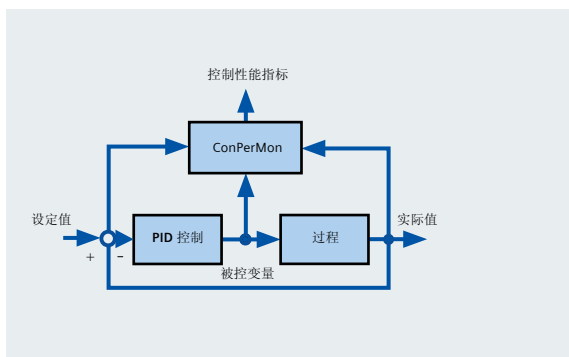 控制性能指标
ConPerMon
设定值
PID 控制
过程
实际值
+
-
被控变量